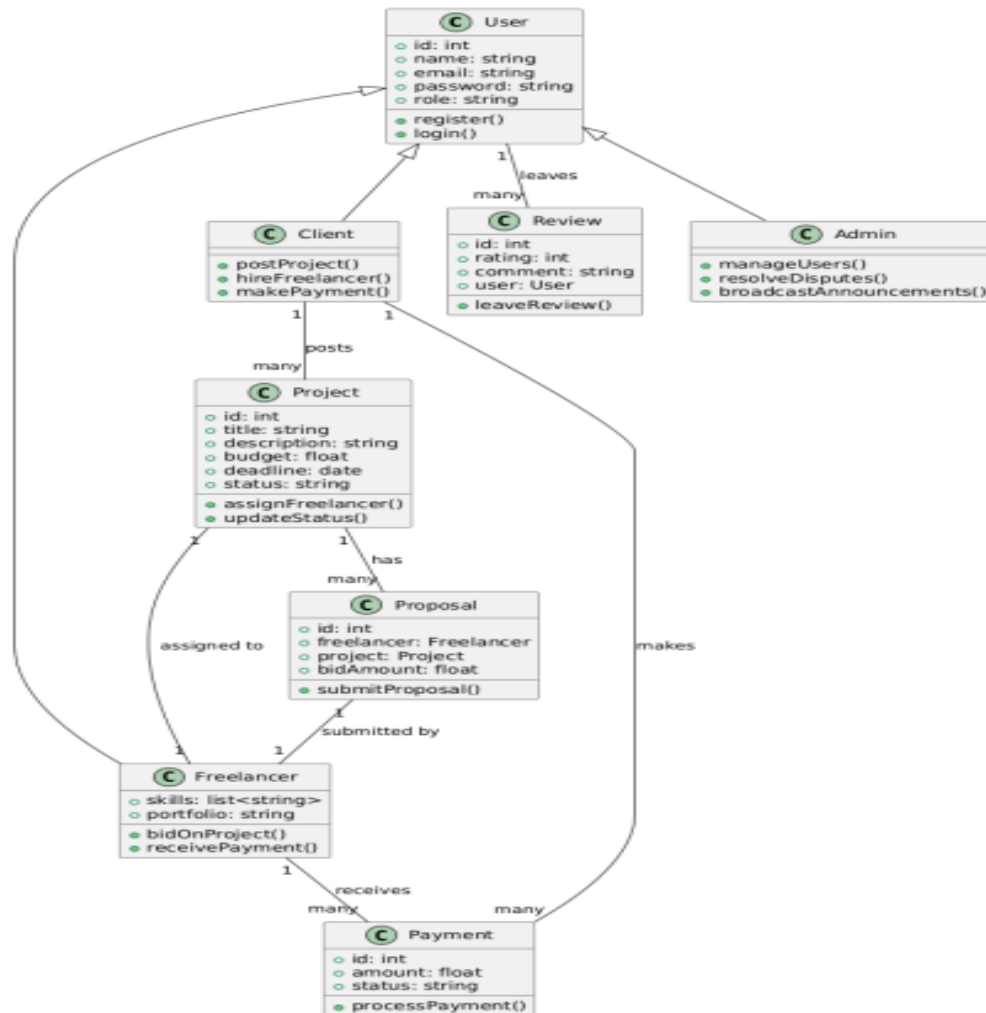 C User
id: int
name: string
email: string
password: string
role: string
register()
login()
1
1
leaves
many
many
C Client
postProject()
hireFreelancer()
makePayment()
C Review
id: int
rating: int
comment: string
user: User
leaveReview()
C Admin
manageUsers()
resolveDisputes()
broadcastAnnouncements()
1
1
posts
many
C Project
id: int
title: string
description: string
budget: float
deadline: date
status: string
assignFreelancer()
updateStatus()
1
1
has
many
C Proposal
id: int
freelancer: Freelancer
project: Project
bidAmount: float
submitProposal()
assigned to
makes
1
submitted by
1
1
C Freelancer
skills: list<string>
portfolio: string
bidOnProject()
receivePayment()
1
receives
many
many
C Payment
id: int
amount: float
status: string
processPayment()